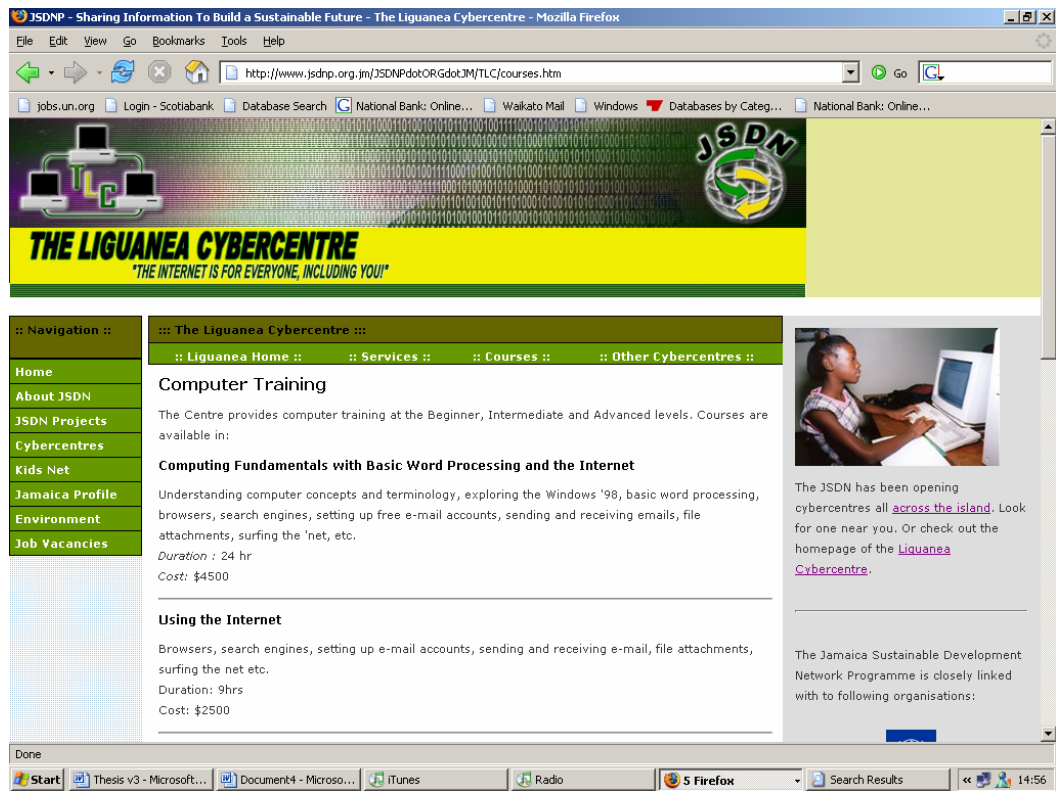 JSDNP - Sharing Information To Build a Sustainable Future - The Liguanea Cybercentre - Mozilla Firefox
File Edit View Go Bookmarks Tools Help
http://www.jsdnp.org.jm/JSDNPdotORGdotJM/TLC/courses.htm Go G
jobs.un.org Login - Scotiabank Database Search National Bank: Online... Waikato Mail Windows Databases by Categ... National Bank: Online...
TLC
JSDN
THE LIGUANEA CYBERCENTRE
"THE INTERNET IS FOR EVERYONE, INCLUDING YOU!"
:: Navigation ::
Home
About JSDN
JSDN Projects
Cybercentres
Kids Net
Jamaica Profile
Environment
Job Vacancies
::: The Liguanea Cybercentre :::
:: Liguanea Home :: :: Services :: :: Courses :: :: Other Cybercentres ::
Computer Training
The Centre provides computer training at the Beginner, Intermediate and Advanced levels. Courses are
available in:
Computing Fundamentals with Basic Word Processing and the Internet
Understanding computer concepts and terminology, exploring the Windows '98, basic word processing,
browsers, search engines, setting up free e-mail accounts, sending and receiving emails, file
attachments, surfing the 'net, etc.
Duration : 24 hr
Cost: $4500
Using the Internet
Browsers, search engines, setting up e-mail accounts, sending and receiving e-mail, file attachments,
surfing the net etc.
Duration: 9hrs
Cost: $2500
The JSDN has been opening
cybercentres all across the island. Look
for one near you. Or check out the
homepage of the Liguanea
Cybercentre.
The Jamaica Sustainable Development
Network Programme is closely linked
with to following organisations:
Done
Start Thesis v3 - Microsoft... Document4 - Microso... iTunes Radio 5 Firefox Search Results « 14:56